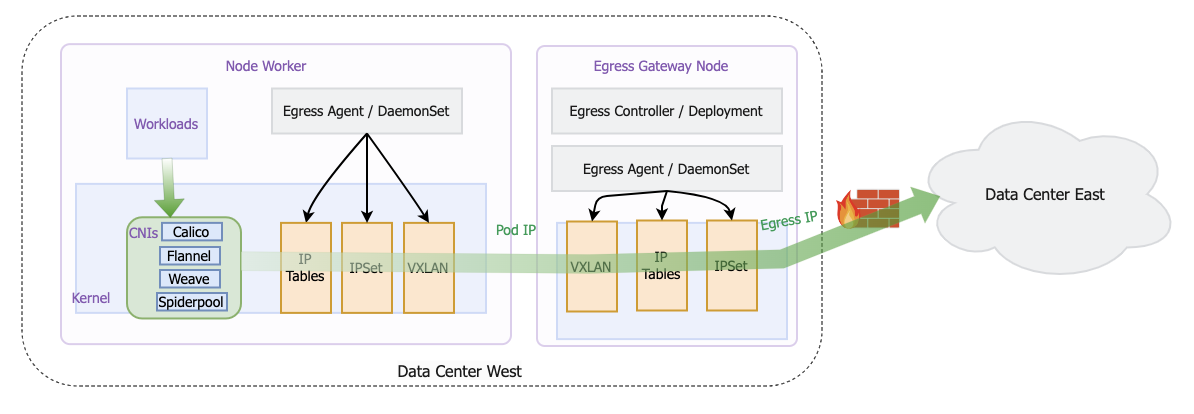 Node Worker
Egress Gateway Node
Workloads
Egress Agent / DaemonSet
Egress Controller / Deployment
Egress Agent / DaemonSet
Data Center East
CNIs
Calico
Flannel
Weave
Spiderpool
Kernel
IP
Tables
IPSet
VXLAN
Pod IP
VXLAN
IP
Tables
IPSet
Egress IP
Data Center West